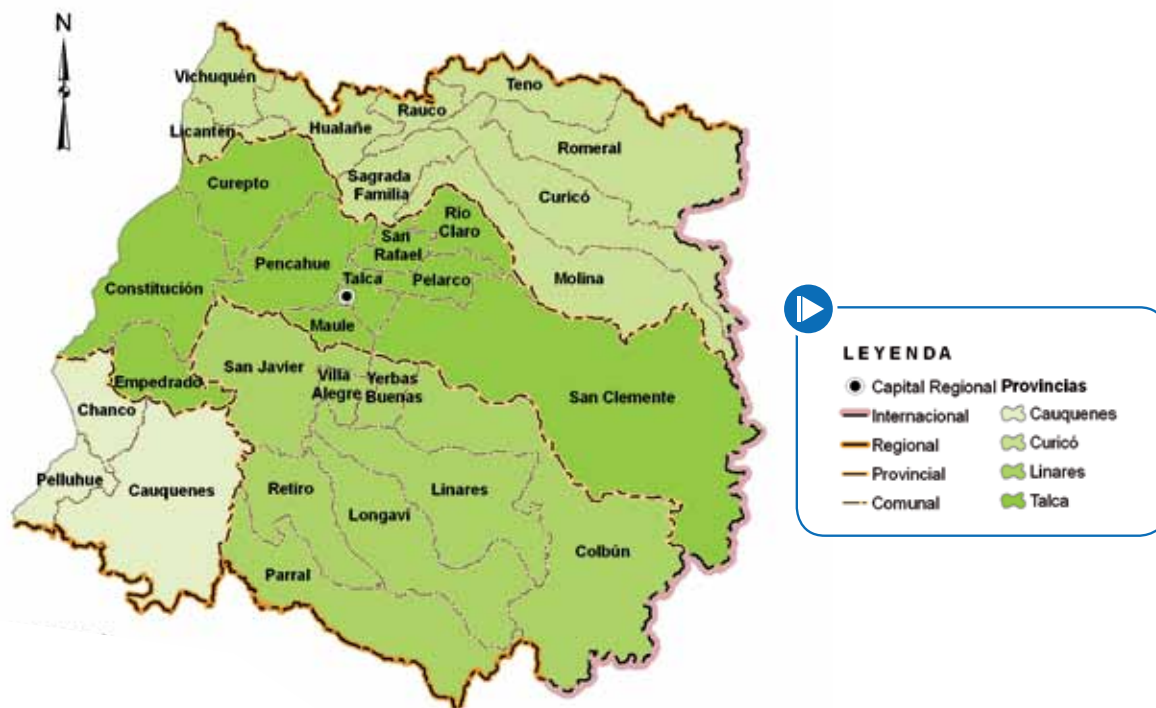 N
Vichuquén
Teno
Rauco
Licantén
Hualañe
Romeral
Sagrada
Familia
Curepto
Curicó
Río
Claro
San
Rafael
Pencahue
Talca
Pelarco
Molina
Constitución
Maule
San Javier
Villa
Alegre
Yerbas
Buenas
Empedrado
San Clemente
Chanco
Pelluhue
Cauquenes
Retiro
Linares
Longaví
Colbún
Parral
LEYENDA
Capital Regional Provincias
Internacional Cauquenes
Regional Curicó
Provincial Linares
Comunal Talca